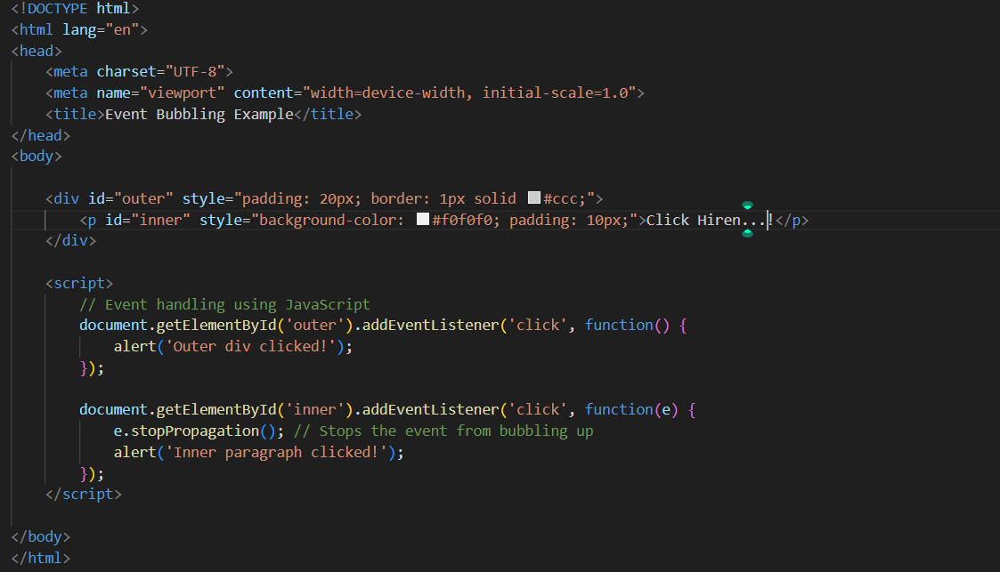 <!DOCTYPE html>
<html lang="en">
<head>
    <meta charset="UTF-8">
    <meta name="viewport" content="width=device-width, initial-scale=1.0">
    <title>Event Bubbling Example</title>
</head>
<body>

    <div id="outer" style="padding: 20px; border: 1px solid #ccc;">
        <p id="inner" style="background-color: #f0f0f0; padding: 10px;">Click Hiren...!</p>
    </div>

    <script>
        // Event handling using JavaScript
        document.getElementById('outer').addEventListener('click', function() {
            alert('Outer div clicked!');
        });

        document.getElementById('inner').addEventListener('click', function(e) {
            e.stopPropagation(); // Stops the event from bubbling up
            alert('Inner paragraph clicked!');
        });
    </script>

</body>
</html>